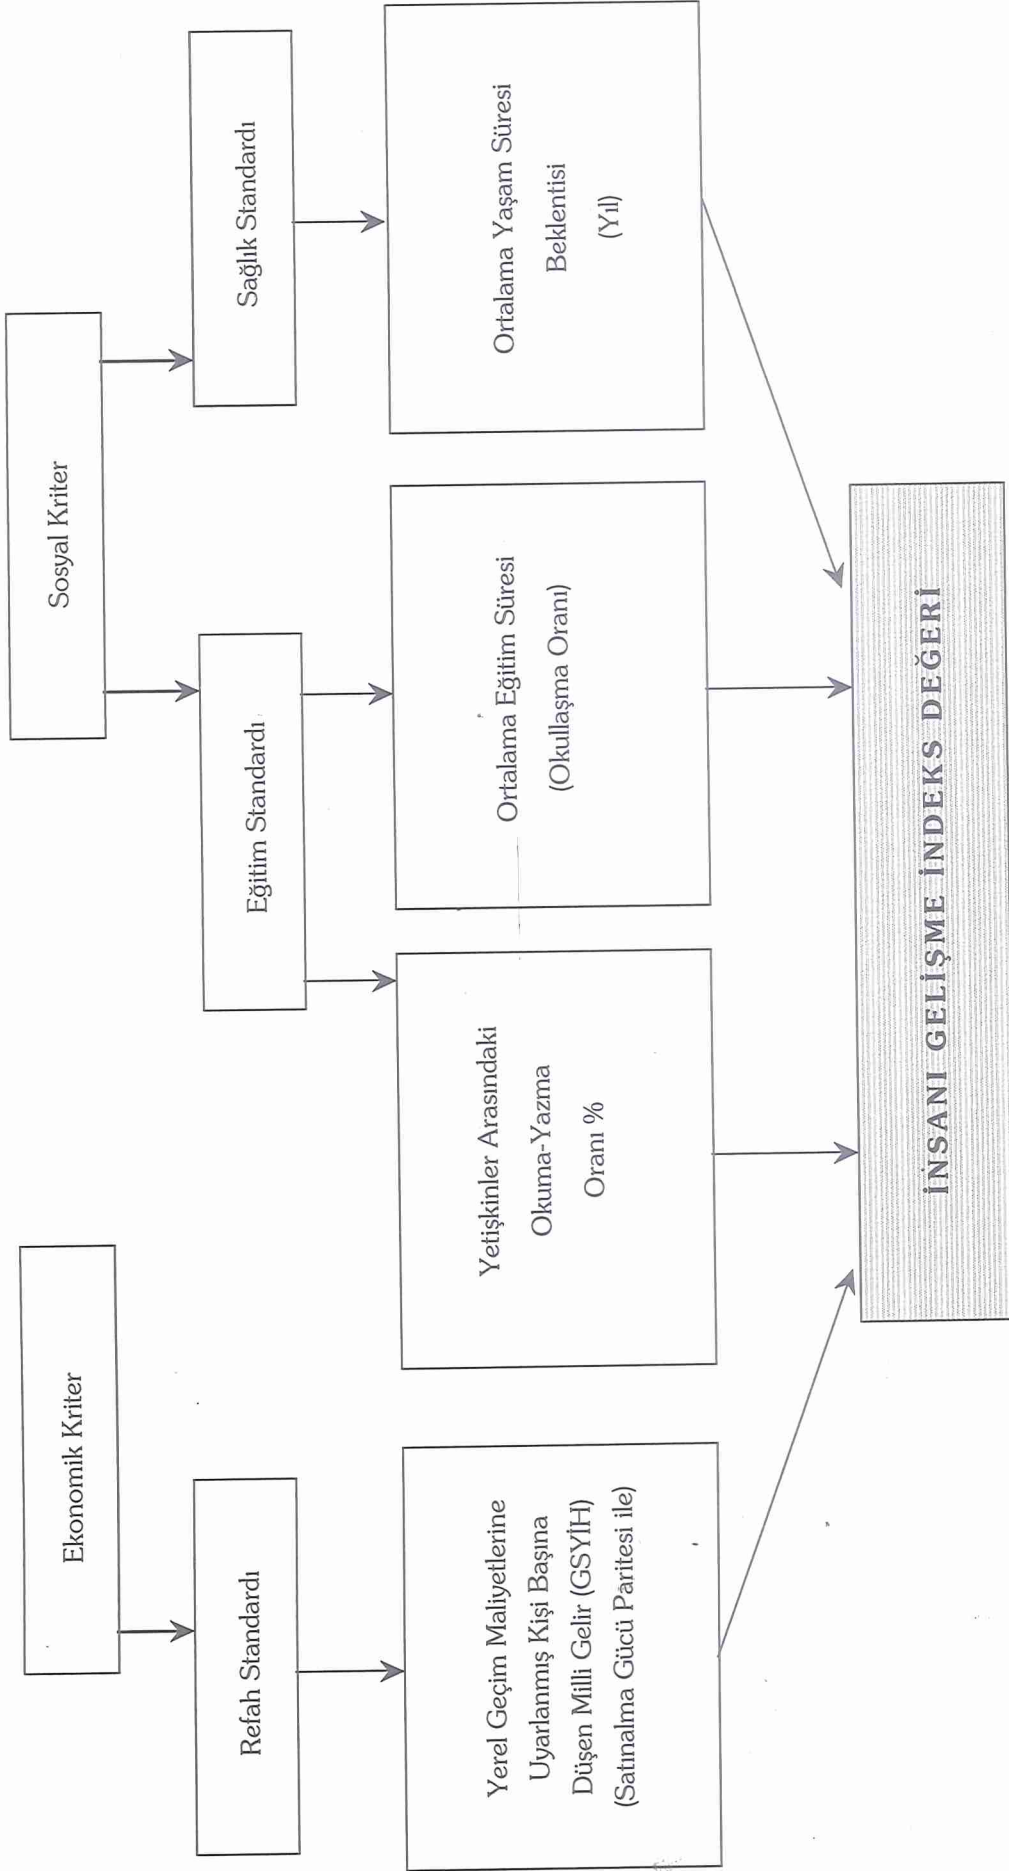 Ekonomik Kriter
Sosyal Kriter
Refah Standardı
Eğitim Standardı
Sağlık Standardı
Yerel Geçim Maliyetlerine
Uyarlanmış Kişi Başına
Düşen Milli Gelir (GSYİH)
(Satınalma Gücü Paritesi ile)
Yetişkinler Arasındaki
Okuma-Yazma
Oranı %
Ortalama Eğitim Süresi
(Okullaşma Oranı)
Ortalama Yaşam Süresi
Beklentisi
(Yıl)
İNSANI GELİŞME İNDEKS DEĞERİ